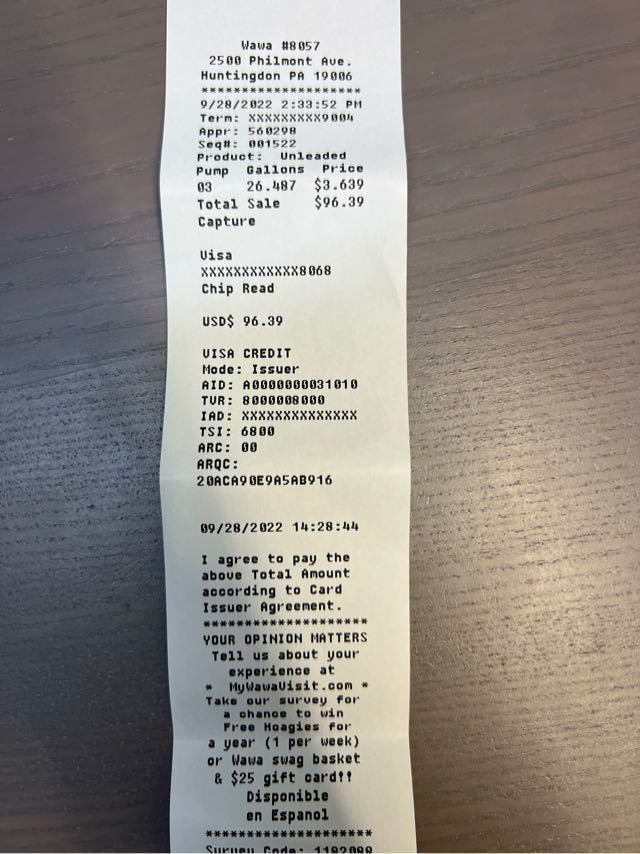 Wawa #8057
2500 Philmont Ave.
Huntingdon PA 19006
********************
9/28/2022 2:33:52 PM
Term: XXXXXXXXX9004
Appr: 560298
Seq#: 001522
Product: Unleaded
Pump Gallons Price
03 26.487 $3.639
Total Sale $96.39
Capture
Visa
XXXXXXXXXXXX8068
Chip Read
USD$ 96.39
VISA CREDIT
Mode: Issuer
AID: A0000000031010
TVR: 8000008000
IAD: XXXXXXXXXXXXXX
TSI: 6800
ARC: 00
ARQC:
20ACA90E9A5AB916
09/28/2022 14:28:44
I agree to pay the
above Total Amount
according to Card
Issuer Agreement.
********************
YOUR OPINION MATTERS
Tell us about your
experience at
* MyWawaVisit.com *
Take our survey for
a chance to win
Free Hoagies for
a year (1 per week)
or Wawa swag basket
& $25 gift card!!
Disponible
en Espanol
********************
Survey Code: